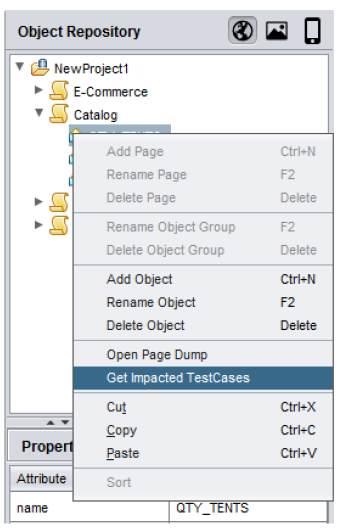 Object Repository
NewProject1
E-Commerce
Catalog
QTY_TENTS
Add Page Ctrl+N
Rename Page F2
Delete Page Delete
Rename Object Group F2
Delete Object Group Delete
Add Object Ctrl+N
Rename Object F2
Delete Object Delete
Open Page Dump
Get Impacted TestCases
Cut Ctrl+X
Copy Ctrl+C
Paste Ctrl+V
Sort
Propert
Attribute
name QTY_TENTS